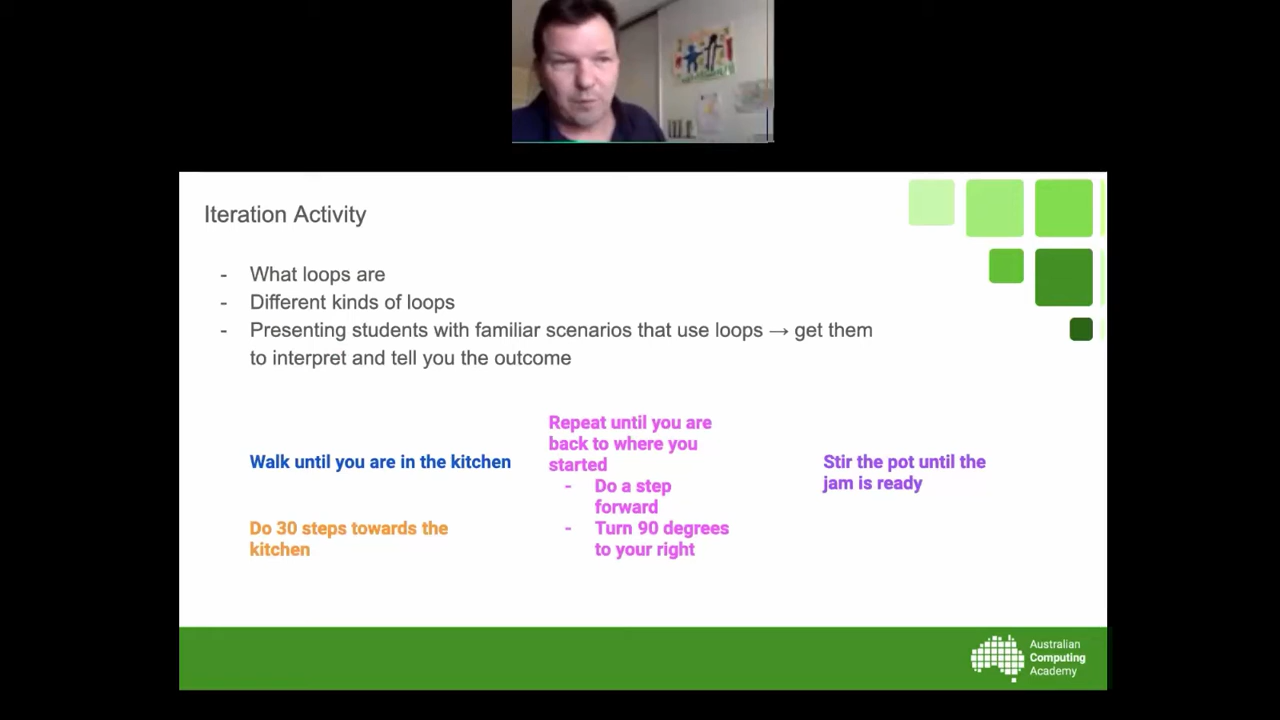 Iteration Activity
- What loops are
- Different kinds of loops
- Presenting students with familiar scenarios that use loops → get them
to interpret and tell you the outcome
Walk until you are in the kitchen
Do 30 steps towards the
kitchen
Repeat until you are
back to where you
started
- Do a step
forward
- Turn 90 degrees
to your right
Stir the pot until the
jam is ready
Australian
Computing
Academy